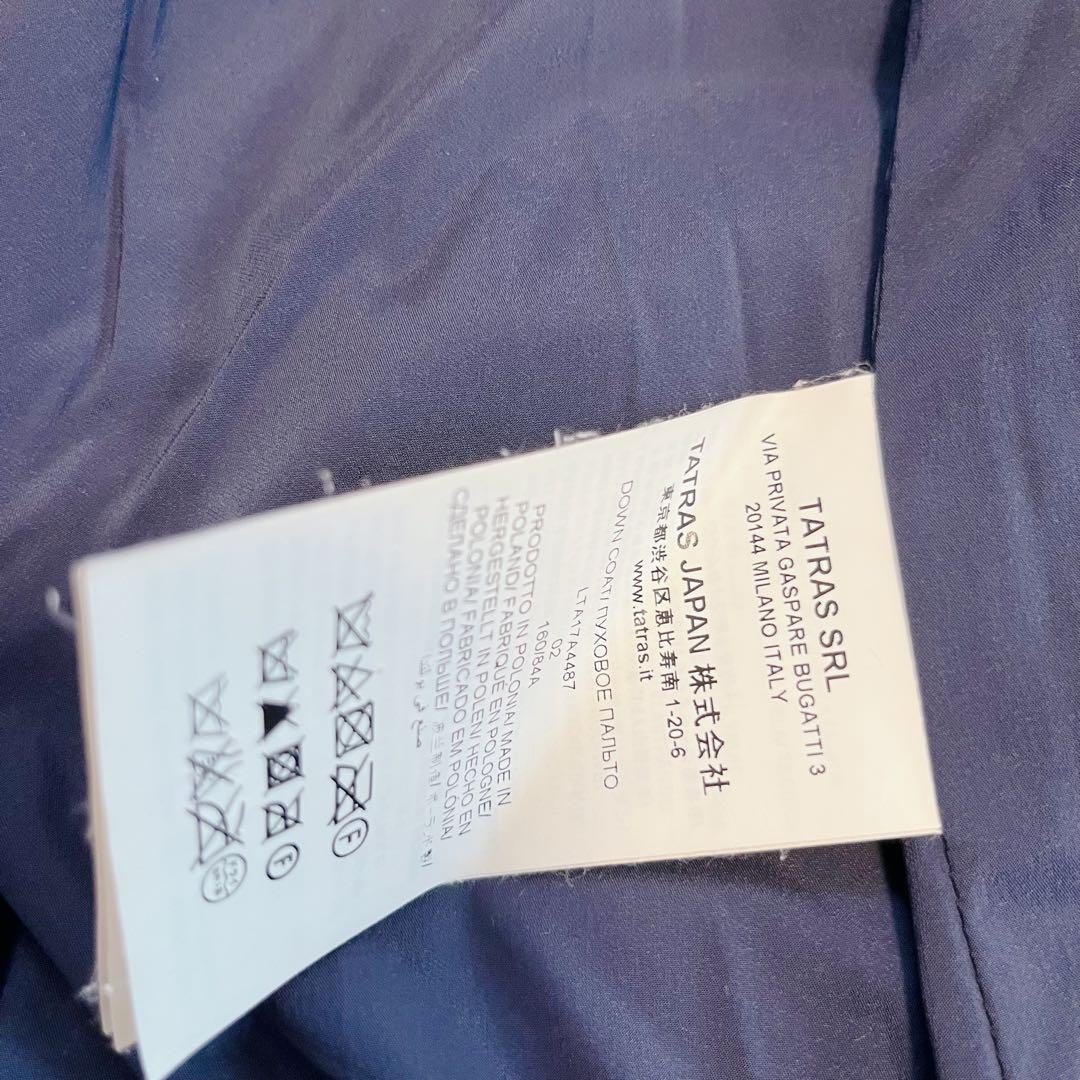 TATRAS SRL
VIA PRIVATA GASPARE BUGATTI 3
20144 MILANO ITALY
TATRAS JAPAN 株式会社
東京都渋谷区恵比寿南 1-20-6
www.tatras.it
DOWN COAT/ ПУХОВОЕ ПАЛЬТО
LTA17A4487
02
160/84A
PRODOTTO IN POLONIA/ MADE IN
POLAND/ FABRIQUÉ EN POLOGNE/
HERGESTELLT IN POLEN/ HECHO EN
POLONIA/ FABRICADO EM POLÓNIA/
СДЕЛАНО В ПОЛЬШЕ/
F
F